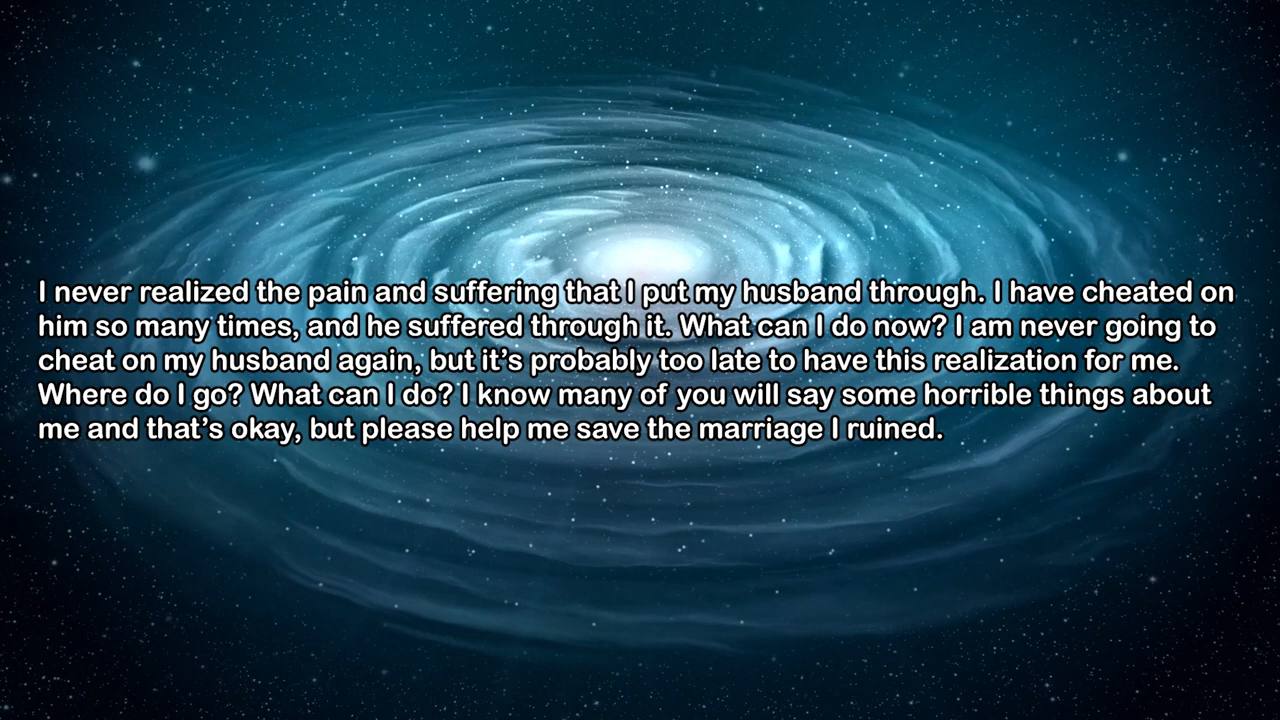 I never realized the pain and suffering that I put my husband through. I have cheated on
him so many times, and he suffered through it. What can I do now? I am never going to
cheat on my husband again, but it’s probably too late to have this realization for me.
Where do I go? What can I do? I know many of you will say some horrible things about
me and that’s okay, but please help me save the marriage I ruined.